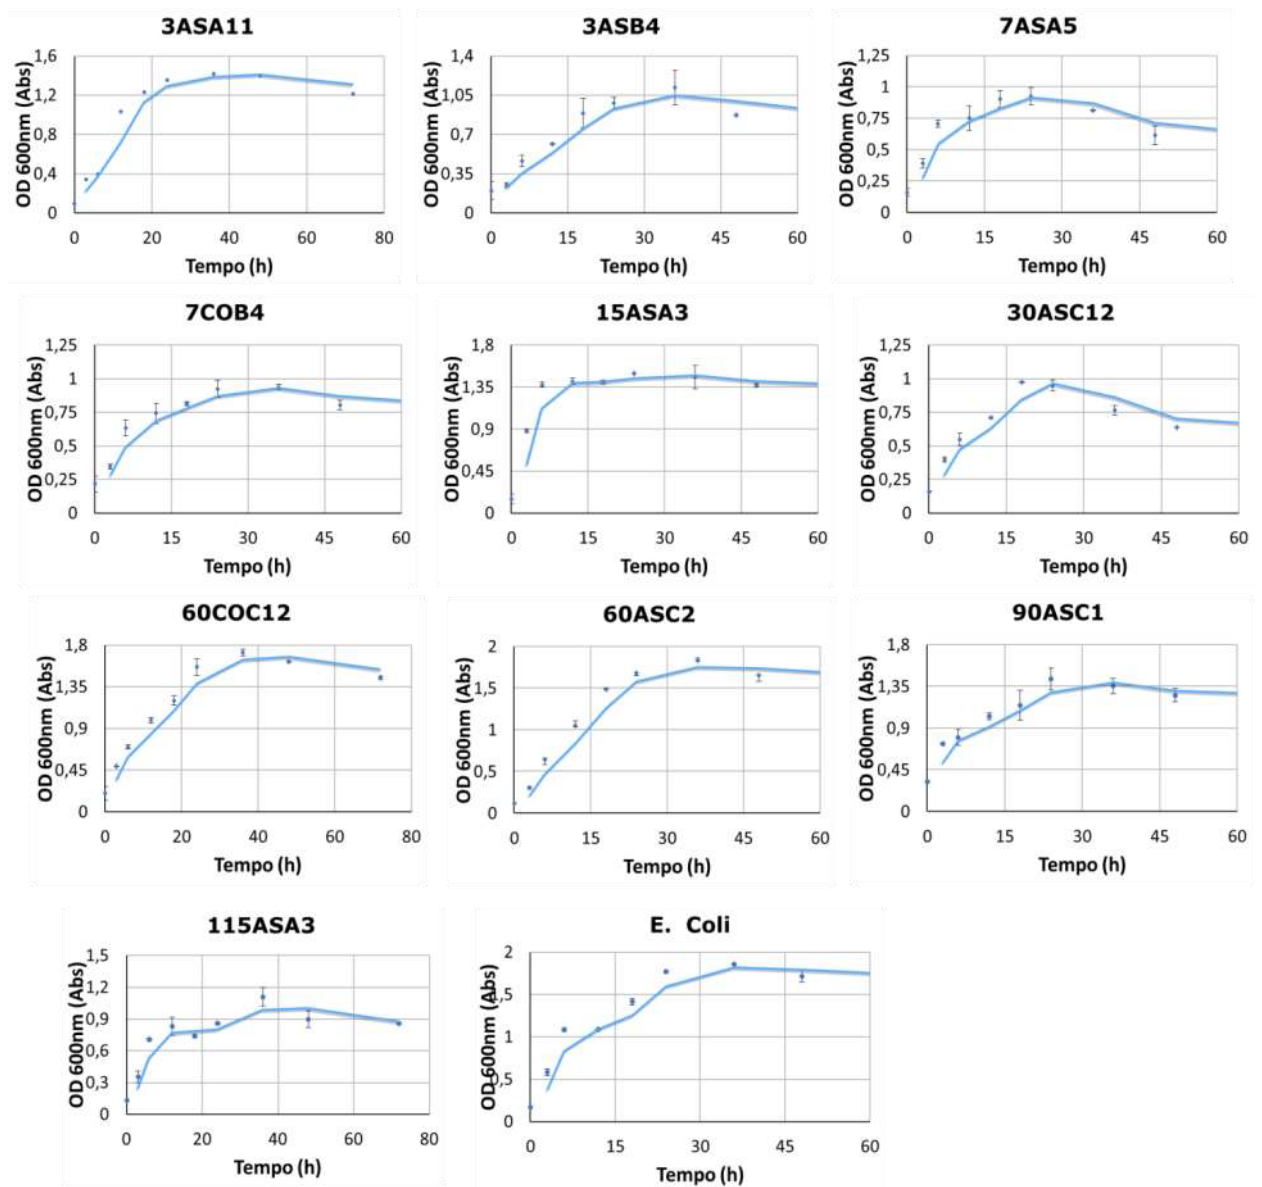 3ASA11
OD 600nm (Abs)
1,6
1,2
0,8
0,4
0
0 20 40 60 80
Tempo (h)
3ASB4
OD 600nm (Abs)
1,4
1,05
0,7
0,35
0
0 15 30 45 60
Tempo (h)
7ASA5
OD 600nm (Abs)
1,25
1
0,75
0,5
0,25
0
0 15 30 45 60
Tempo (h)
7COB4
OD 600nm (Abs)
1,25
1
0,75
0,5
0,25
0
0 15 30 45 60
Tempo (h)
15ASA3
OD 600nm (Abs)
1,8
1,35
0,9
0,45
0
0 15 30 45 60
Tempo (h)
30ASC12
OD 600nm (Abs)
1,25
1
0,75
0,5
0,25
0
0 15 30 45 60
Tempo (h)
60COC12
OD 600nm (Abs)
1,8
1,35
0,9
0,45
0
0 20 40 60 80
Tempo (h)
60ASC2
OD 600nm (Abs)
2
1,5
1
0,5
0
0 15 30 45 60
Tempo (h)
90ASC1
OD 600nm (Abs)
1,8
1,35
0,9
0,45
0
0 15 30 45 60
Tempo (h)
115ASA3
OD 600nm (Abs)
1,5
1,2
0,9
0,6
0,3
0
0 20 40 60 80
Tempo (h)
E. Coli
OD 600nm (Abs)
2
1,5
1
0,5
0
0 15 30 45 60
Tempo (h)